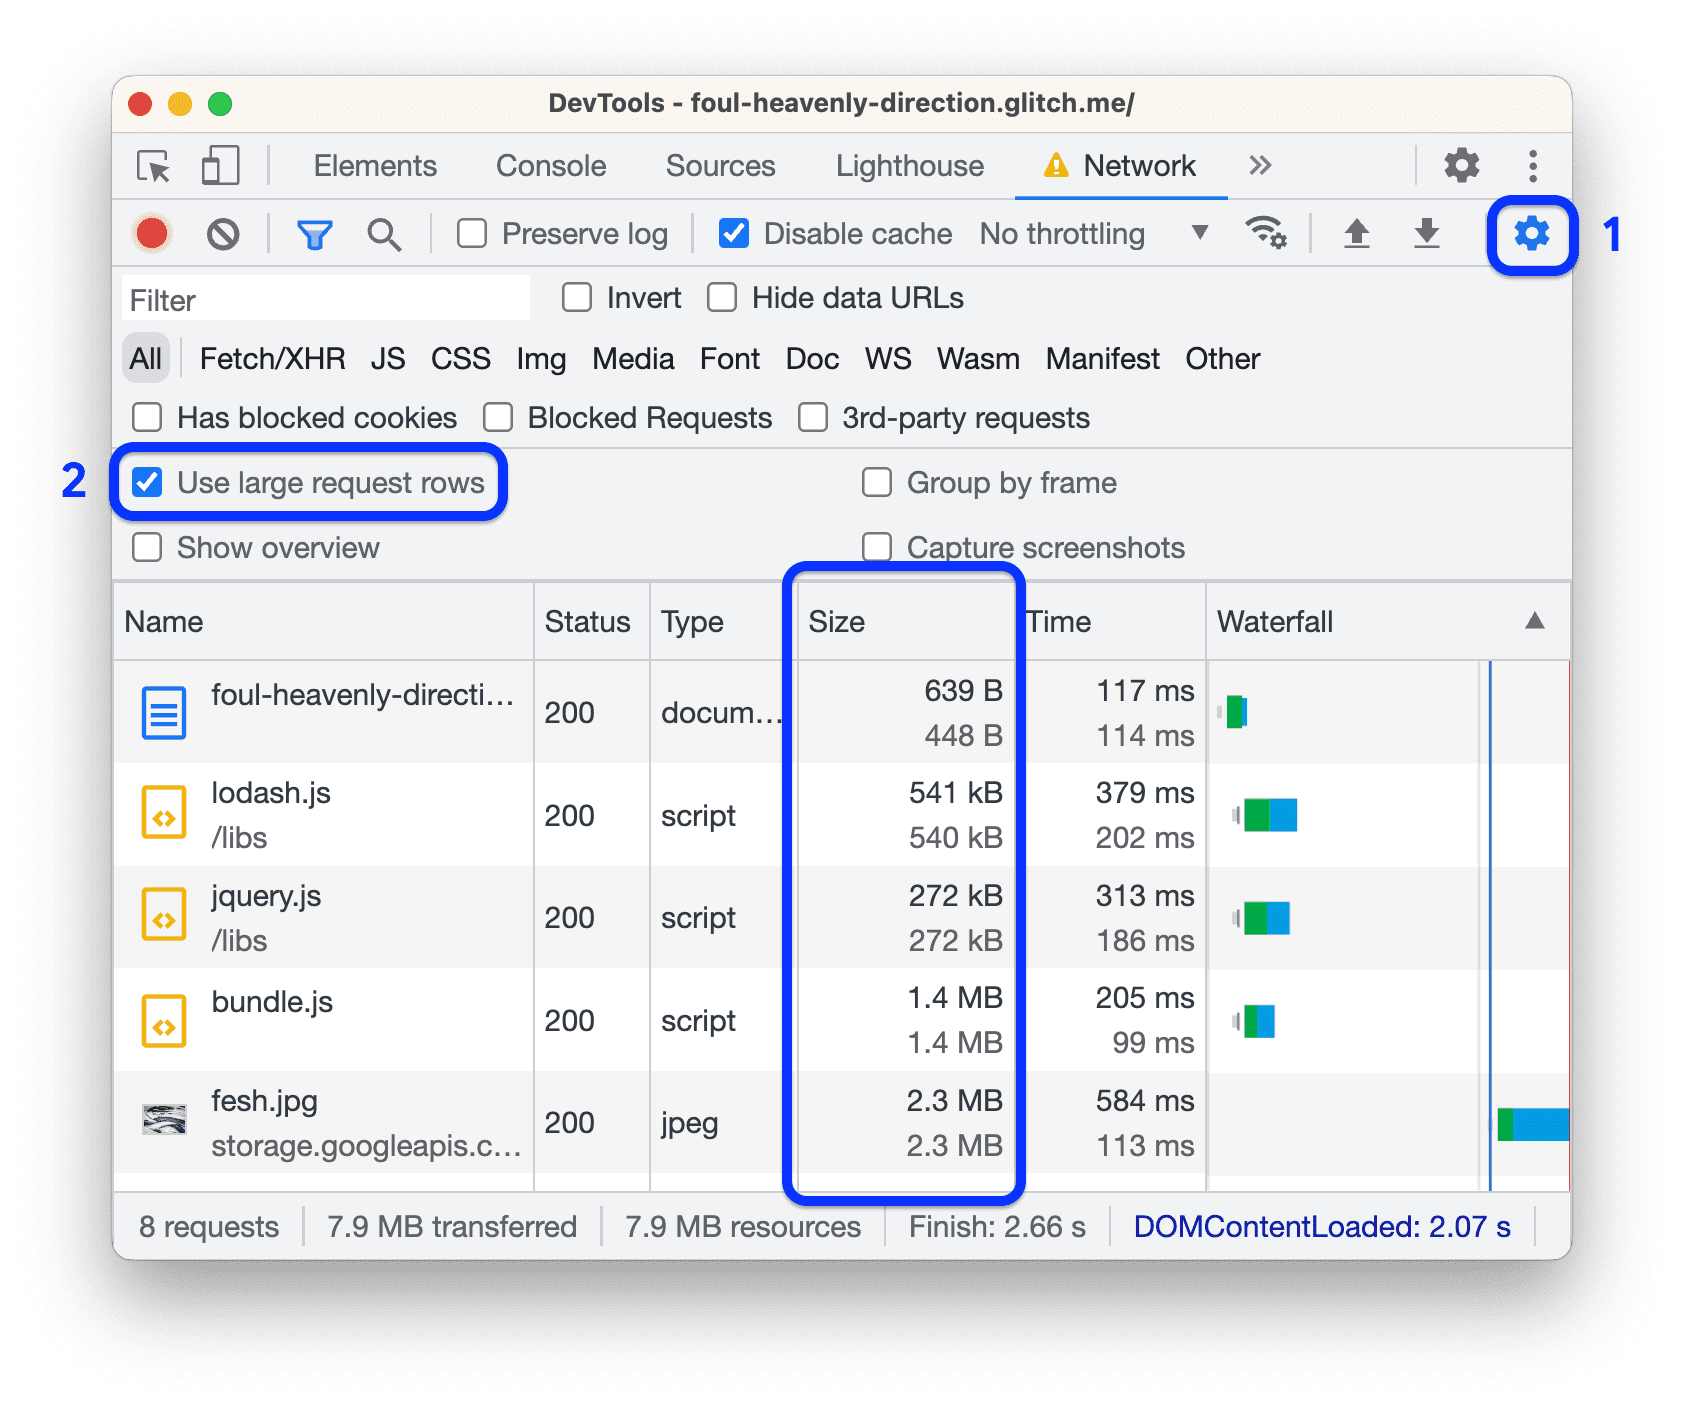 DevTools - foul-heavenly-direction.glitch.me/
Elements Console Sources Lighthouse Network
Preserve log Disable cache No throttling 1
Filter Invert Hide data URLs
All Fetch/XHR JS CSS Img Media Font Doc WS Wasm Manifest Other
Has blocked cookies Blocked Requests 3rd-party requests
2 Use large request rows Group by frame
Show overview Capture screenshots
Name Status Type Size Time Waterfall
foul-heavenly-directi… 200 docum… 639 B 117 ms
448 B 114 ms
lodash.js 200 script 541 kB 379 ms
/libs 540 kB 202 ms
jquery.js 200 script 272 kB 313 ms
/libs 272 kB 186 ms
bundle.js 200 script 1.4 MB 205 ms
1.4 MB 99 ms
fesh.jpg 200 jpeg 2.3 MB 584 ms
storage.googleapis.c… 2.3 MB 113 ms
8 requests 7.9 MB transferred 7.9 MB resources Finish: 2.66 s DOMContentLoaded: 2.07 s